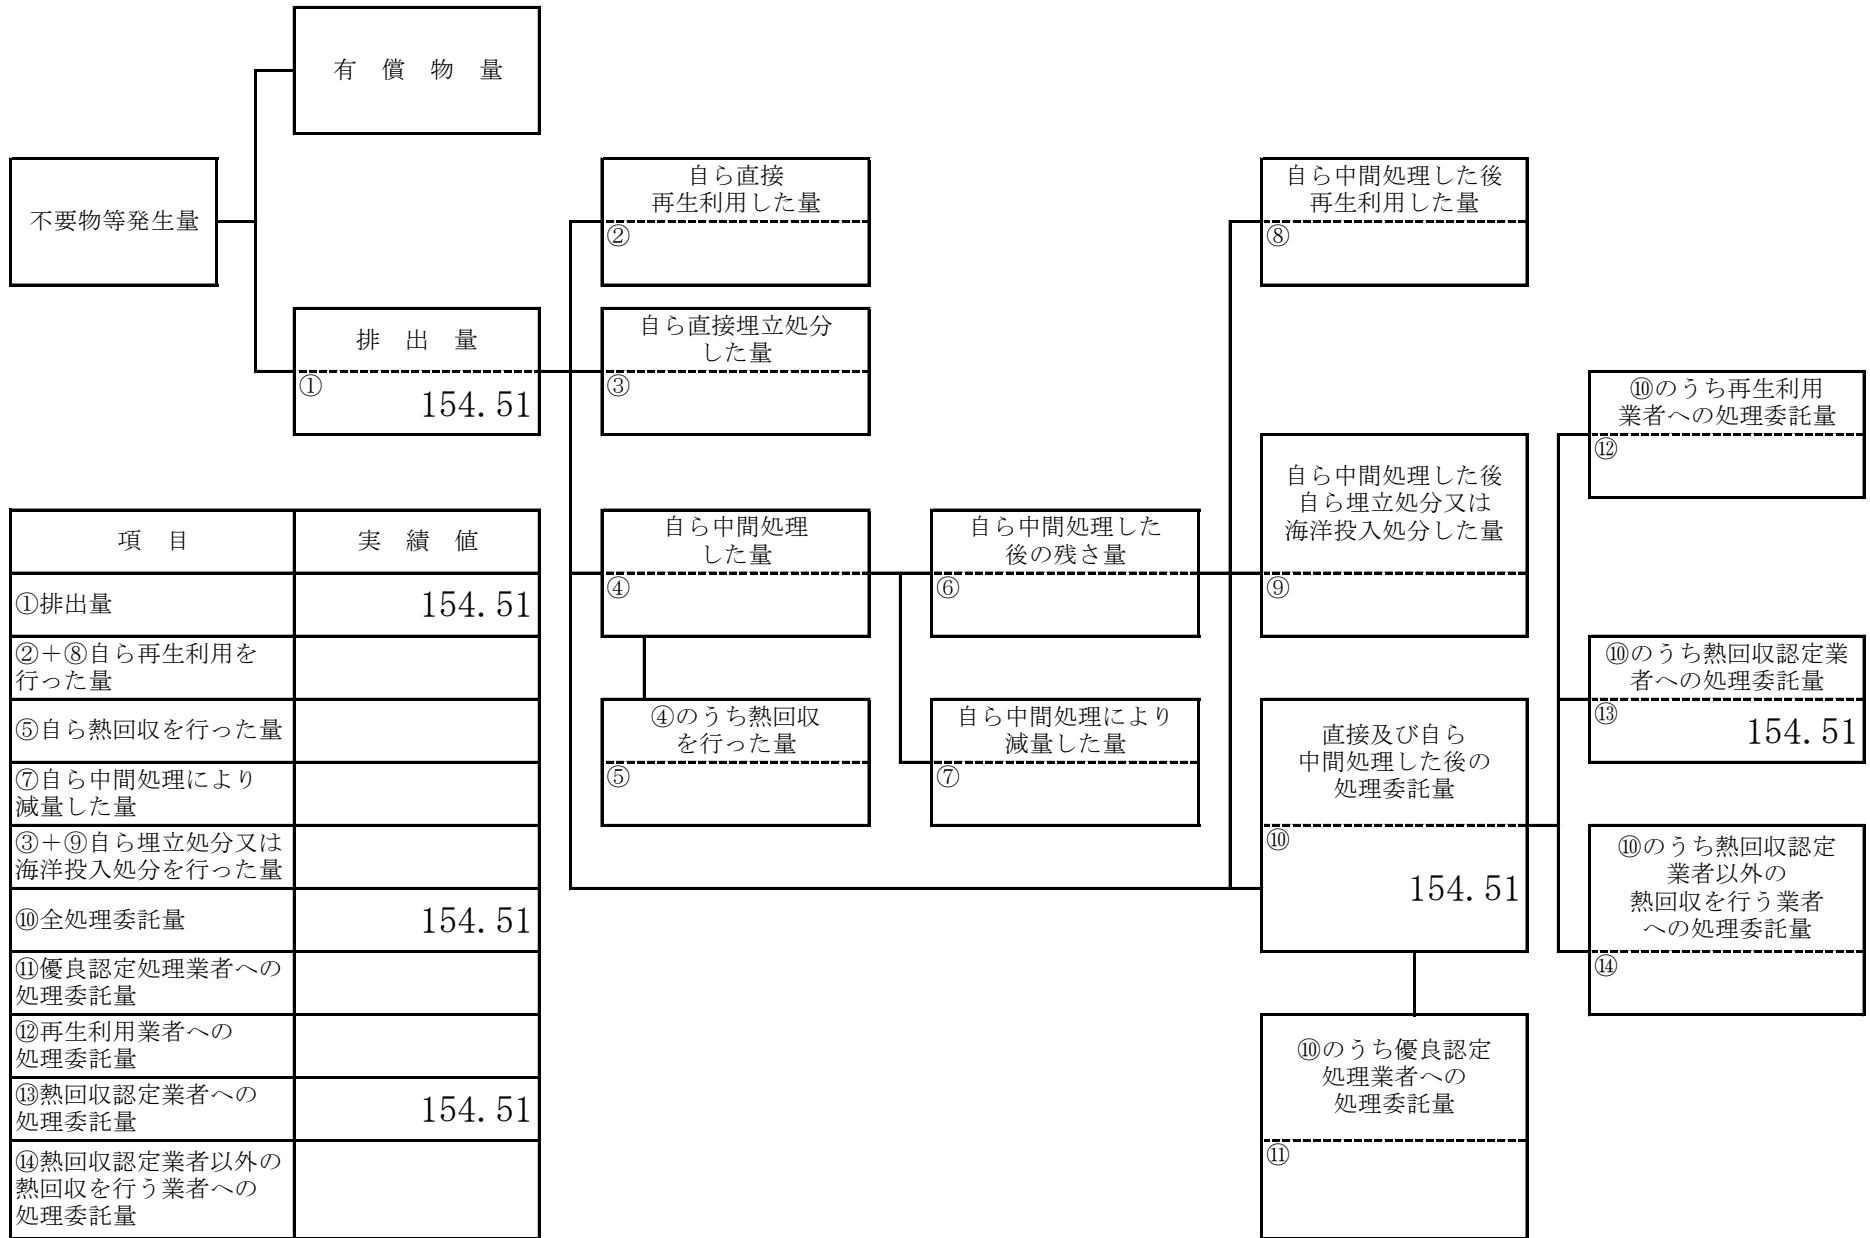 有　償　物　量
不要物等発生量
自ら直接
再生利用した量
②
自ら中間処理した後
再生利用した量
⑧
排　出　量
①
154.51
自ら直接埋立処分
した量
③
⑩のうち再生利用
業者への処理委託量
⑫
自ら中間処理した後
自ら埋立処分又は
海洋投入処分した量
⑨
自ら中間処理
した量
④
自ら中間処理した
後の残さ量
⑥
⑩のうち熱回収認定業
者への処理委託量
⑬
154.51
④のうち熱回収
を行った量
⑤
自ら中間処理により
減量した量
⑦
直接及び自ら
中間処理した後の
処理委託量
⑩
154.51
⑩のうち熱回収認定
業者以外の
熱回収を行う業者
への処理委託量
⑭
⑩のうち優良認定
処理業者への
処理委託量
⑪
項　目　実　績　値
①排出量　154.51
②＋⑧自ら再生利用を
行った量
⑤自ら熱回収を行った量
⑦自ら中間処理により
減量した量
③＋⑨自ら埋立処分又は
海洋投入処分を行った量
⑩全処理委託量　154.51
⑪優良認定処理業者への
処理委託量
⑫再生利用業者への
処理委託量
⑬熱回収認定業者への
処理委託量　154.51
⑭熱回収認定業者以外の
熱回収を行う業者への
処理委託量